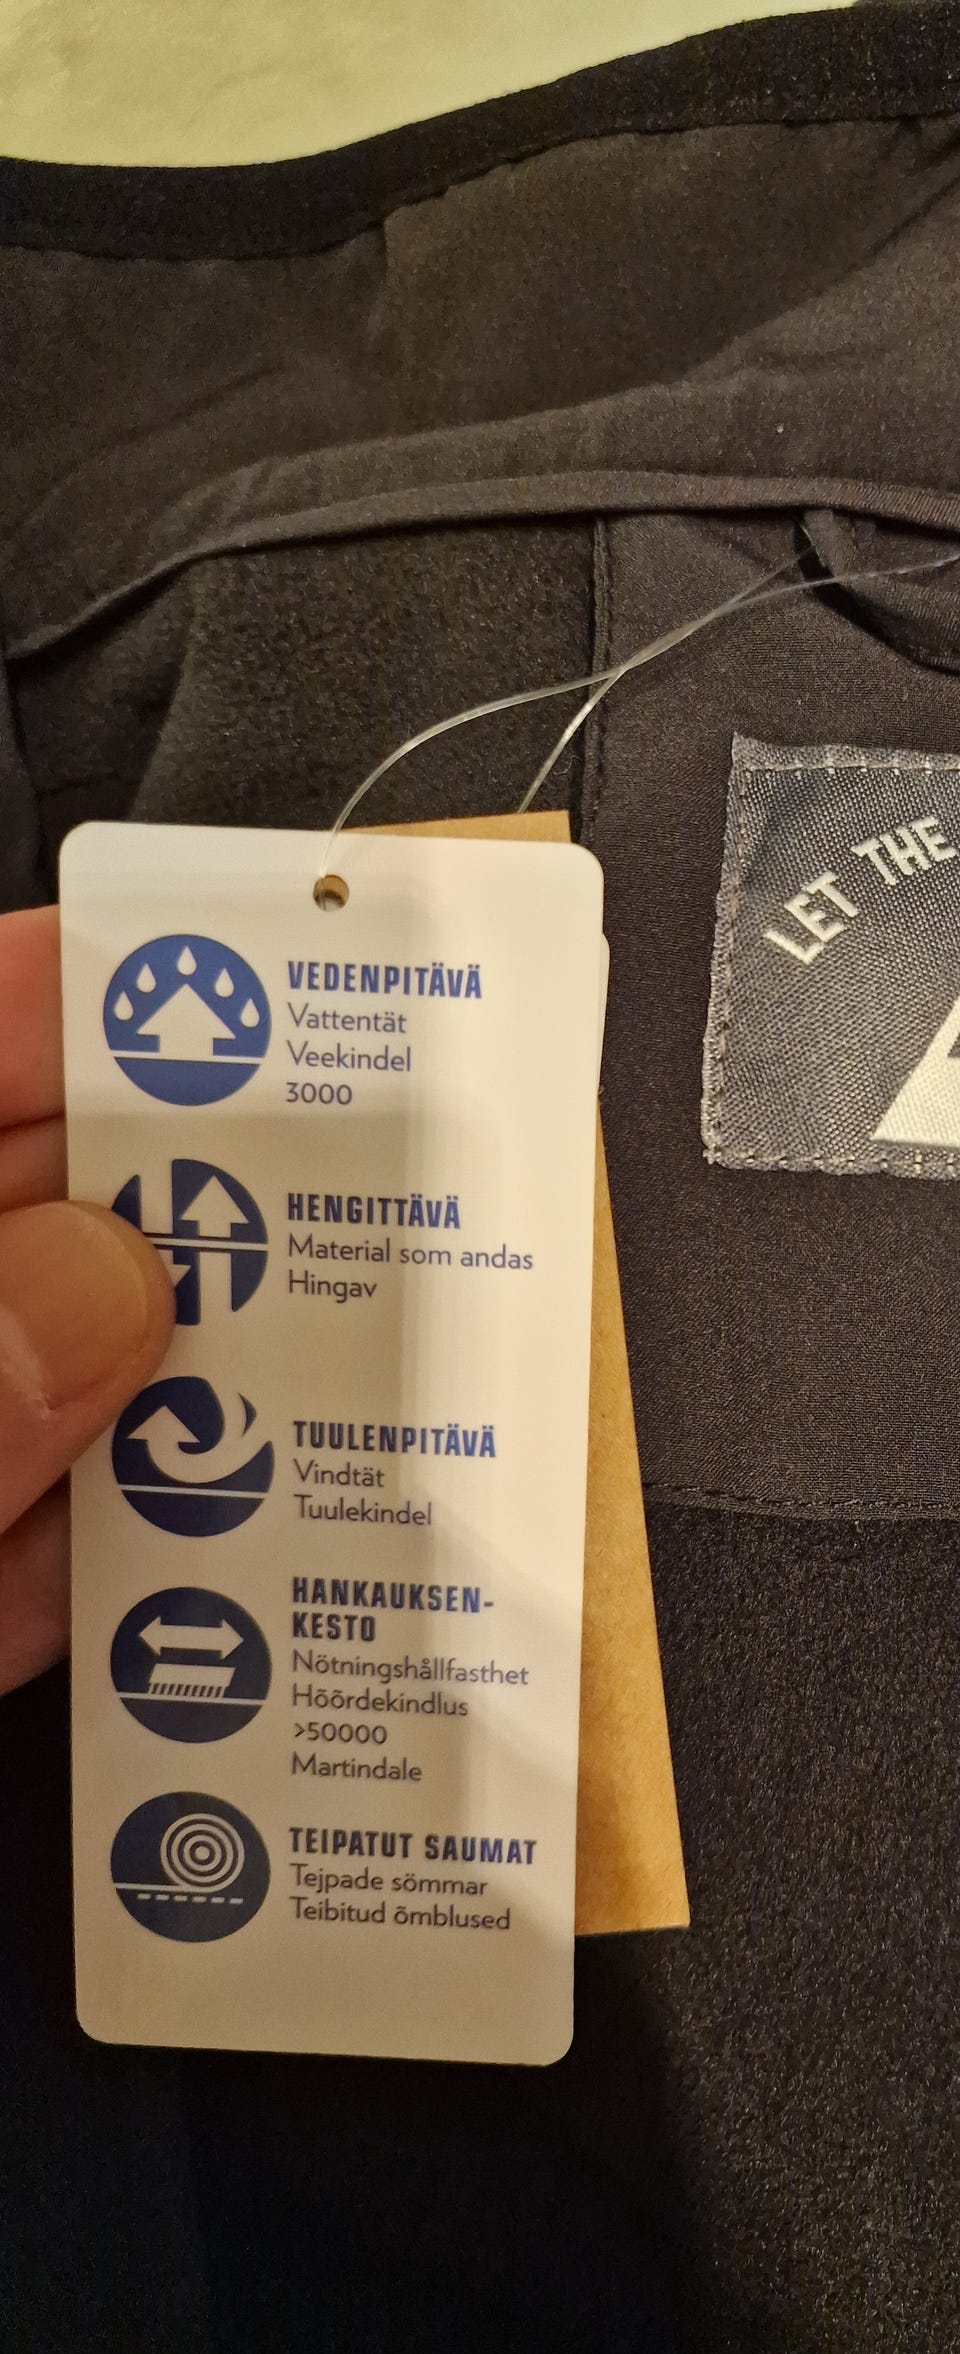 LET THE
VEDENPITÄVÄ
Vattentät
Veekindel
3000
HENGITTÄVÄ
Material som andas
Hingav
TUULENPITÄVÄ
Vindtät
Tuulekindel
HANKAUKSEN-
KESTO
Nötningshållfasthet
Hõõrdekindlus
>50000
Martindale
TEIPATUT SAUMAT
Tejpade sömmar
Teibitud õmblused